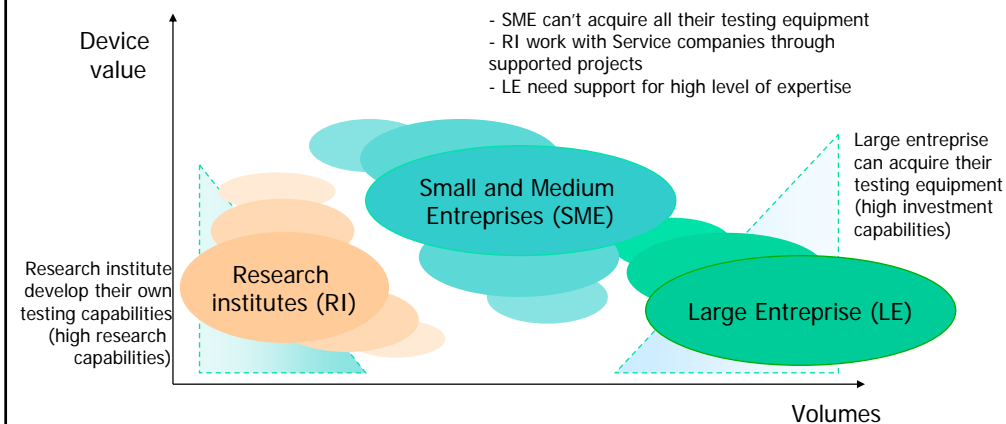 Device
value
- SME can't acquire all their testing equipment
- RI work with Service companies through
supported projects
- LE need support for high level of expertise
Large entreprise
can acquire their
testing equipment
(high investment
capabilities)
Small and Medium
Entreprises (SME)
Research institute
develop their own
testing capabilities
(high research
capabilities)
Research
institutes (RI)
Large Enterprise (LE)
Volumes